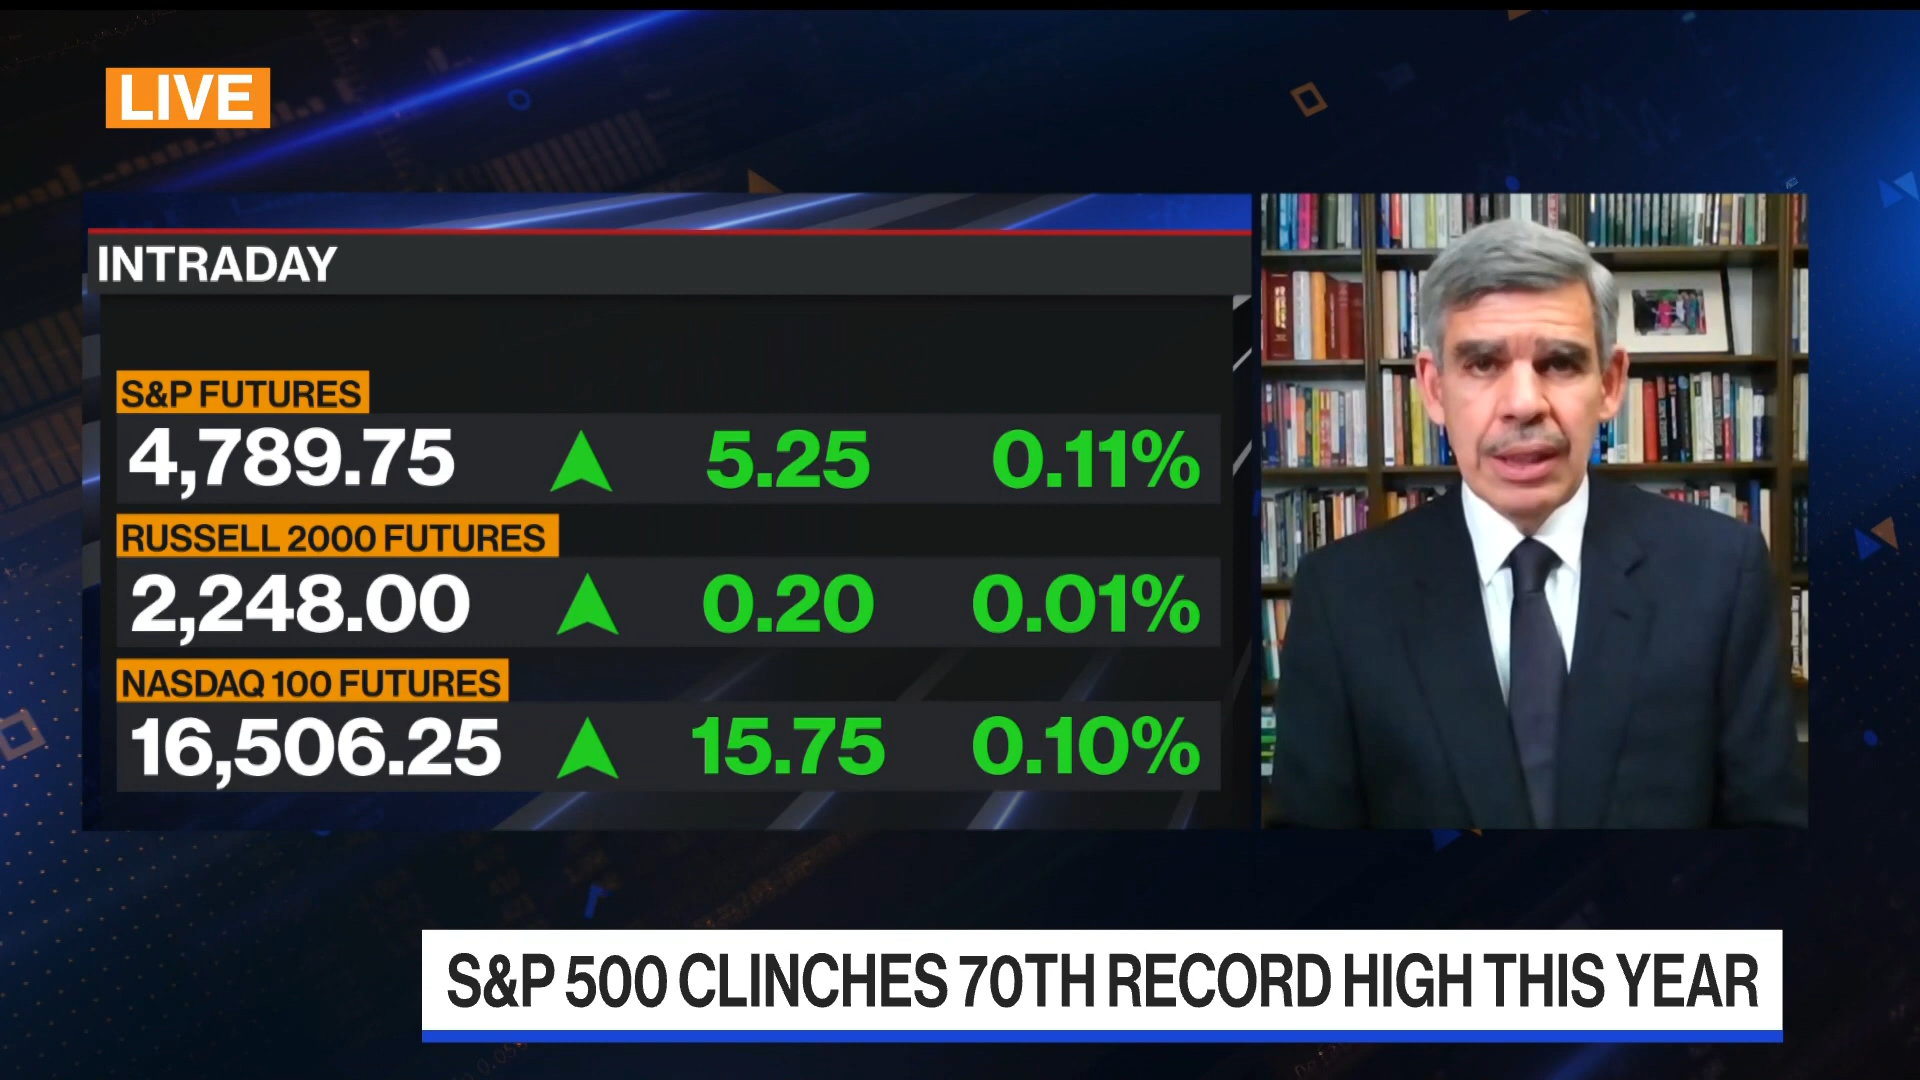 LIVE
INTRADAY
S&P FUTURES
4,789.75 5.25 0.11%
RUSSELL 2000 FUTURES
2,248.00 0.20 0.01%
NASDAQ 100 FUTURES
16,506.25 15.75 0.10%
S&P 500 CLINCHES 70TH RECORD HIGH THIS YEAR